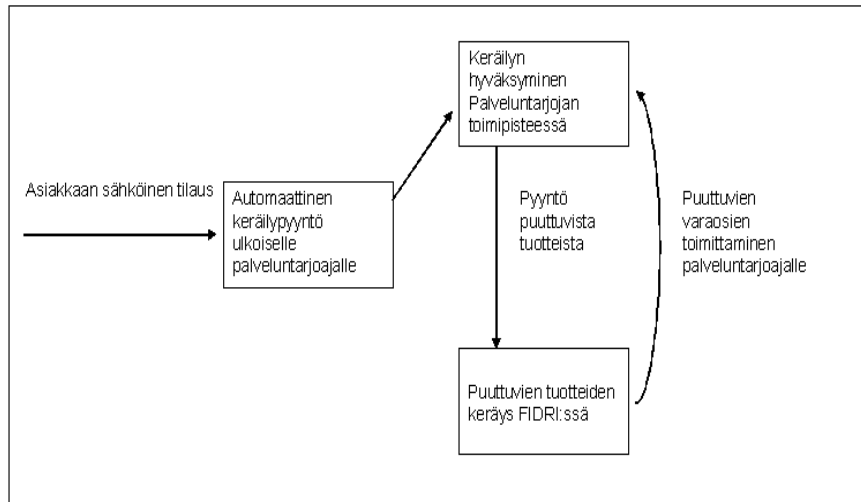 Asiakkaan sähköinen tilaus
Automaattinen
keräilypyyntö
ulkoiselle
palveluntarjoajalle
Keräilyn
hyväksyminen
Palveluntarjojan
toimipisteessä
Pyyntö
puuttuvista
tuotteista
Puuttuvien
varaosien
toimittaminen
palveluntarjoajalle
Puuttuvien tuotteiden
keräys FIDRI:ssä